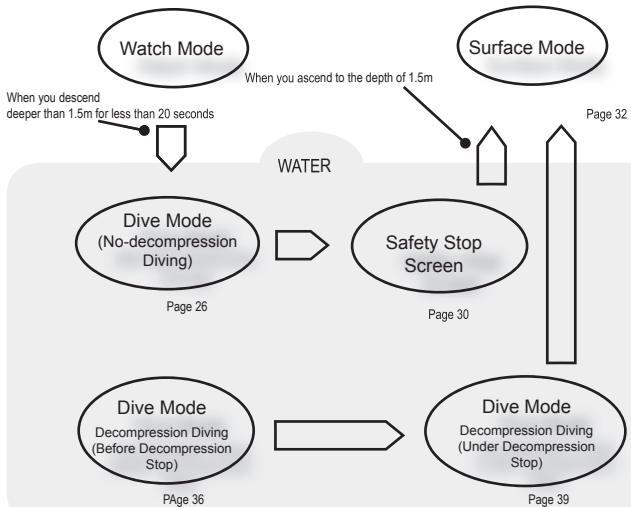 Watch Mode
Surface Mode
When you ascend to the depth of 1.5m
When you descend
deeper than 1.5m for less than 20 seconds
Page 32
WATER
Dive Mode
(No-decompression
Diving)
Safety Stop
Screen
Page 26
Page 30
Dive Mode
Decompression Diving
(Before Decompression
Stop)
Dive Mode
Decompression Diving
(Under Decompression
Stop)
PAge 36
Page 39